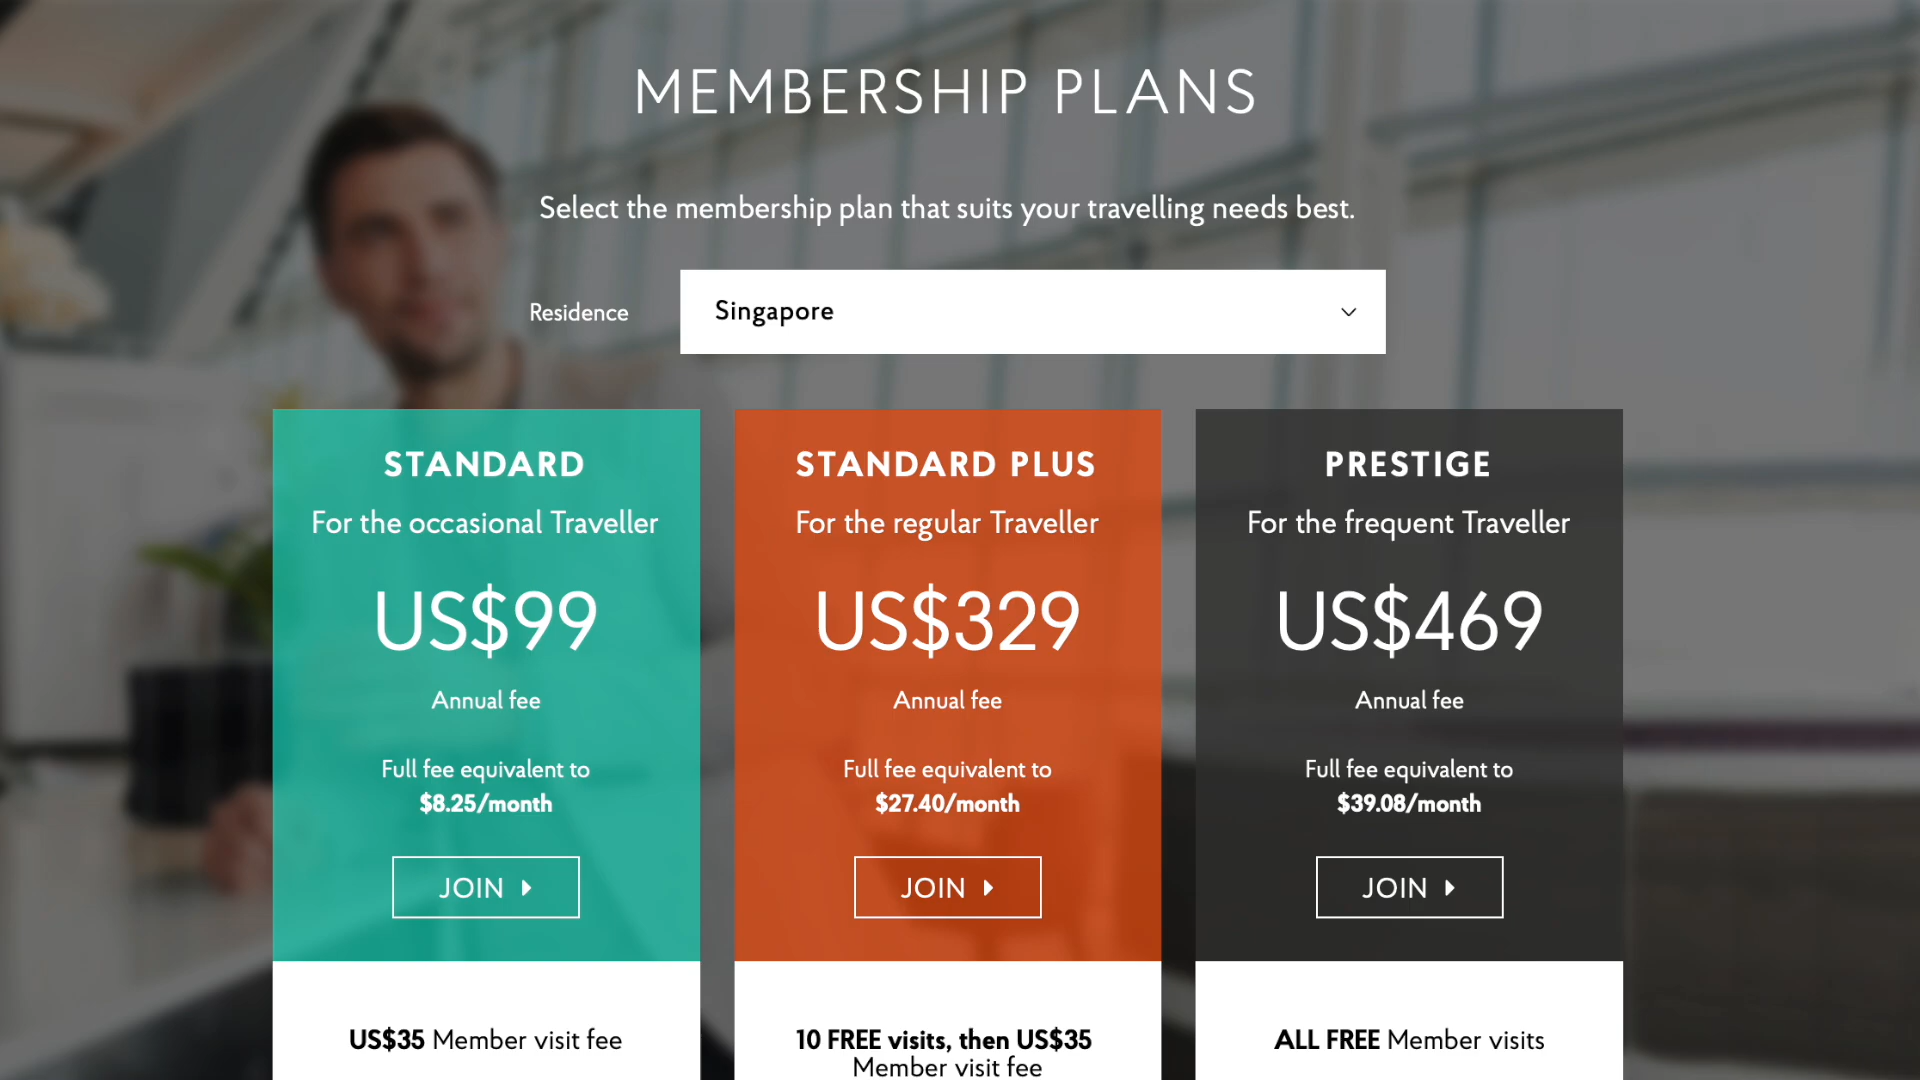 MEMBERSHIP PLANS
Select the membership plan that suits your travelling needs best.
Residence
Singapore
STANDARD
For the occasional Traveller
US$99
Annual fee
Full fee equivalent to
$8.25/month
JOIN
US$35 Member visit fee
STANDARD PLUS
For the regular Traveller
US$329
Annual fee
Full fee equivalent to
$27.40/month
JOIN
10 FREE visits, then US$35
Member visit fee
PRESTIGE
For the frequent Traveller
US$469
Annual fee
Full fee equivalent to
$39.08/month
JOIN
ALL FREE Member visits